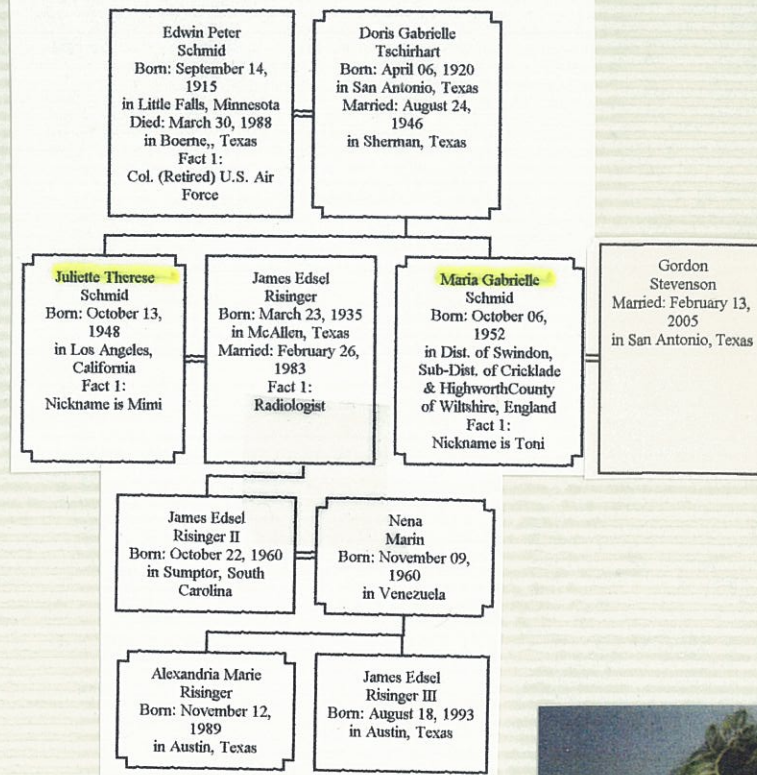 Edwin Peter
Schmid
Born: September 14,
1915
in Little Falls, Minnesota
Died: March 30, 1988
in Boerne,, Texas
Fact 1:
Col. (Retired) U.S. Air
Force
Doris Gabrielle
Tschirhart
Born: April 06, 1920
in San Antonio, Texas
Married: August 24,
1946
in Sherman, Texas
Juliette Therese
Schmid
Born: October 13,
1948
in Los Angeles,
California
Fact 1:
Nickname is Mimi
James Edsel
Risinger
Born: March 23, 1935
in McAllen, Texas
Married: February 26,
1983
Fact 1:
Radiologist
Maria Gabrielle
Schmid
Born: October 06,
1952
in Dist. of Swindon,
Sub-Dist. of Cricklade
& HighworthCounty
of Wiltshire, England
Fact 1:
Nickname is Toni
Gordon
Stevenson
Married: February 13,
2005
in San Antonio, Texas
James Edsel
Risinger II
Born: October 22, 1960
in Sumptor, South
Carolina
Nena
Marin
Born: November 09,
1960
in Venezuela
Alexandria Marie
Risinger
Born: November 12,
1989
in Austin, Texas
James Edsel
Risinger III
Born: August 18, 1993
in Austin, Texas